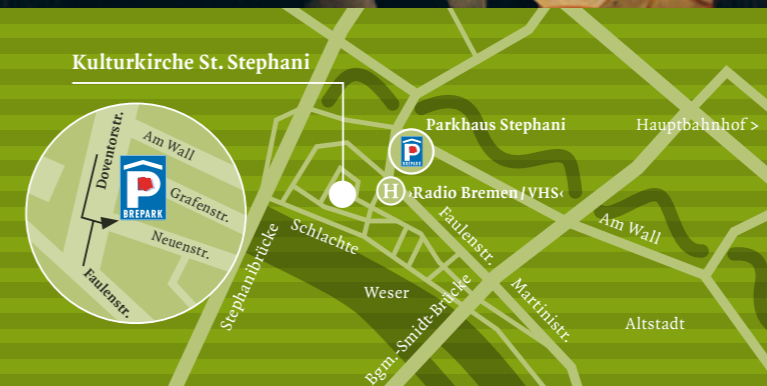 Kulturkirche St. Stephani
Parkhaus Stephani
Hauptbahnhof >
Doventorstr.
Am Wall
P
BREPARK
Grafenstr.
Neuenstr.
Faulenstr.
P
BREPARK
H ›Radio Bremen / VHS‹
Faulenstr.
Am Wall
Schlachte
Stephanibrücke
Weser
Bgm.-Smidt-Brücke
Martinistr.
Altstadt